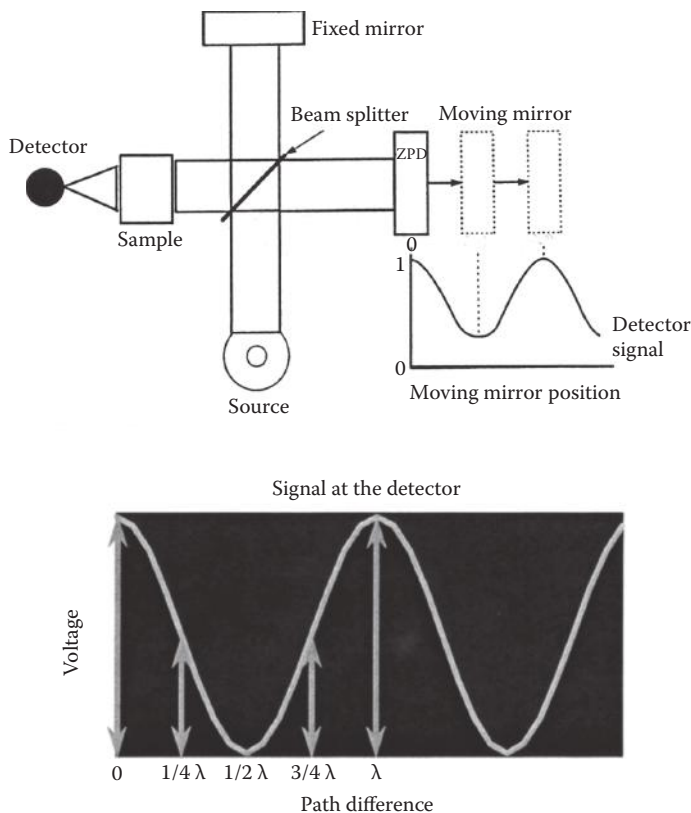 Fixed mirror
Beam splitter
Moving mirror
Detector
ZPD
Sample
0
1
Detector
signal
0
Moving mirror position
Source
Signal at the detector
Voltage
0 1/4 λ 1/2 λ 3/4 λ λ
Path difference